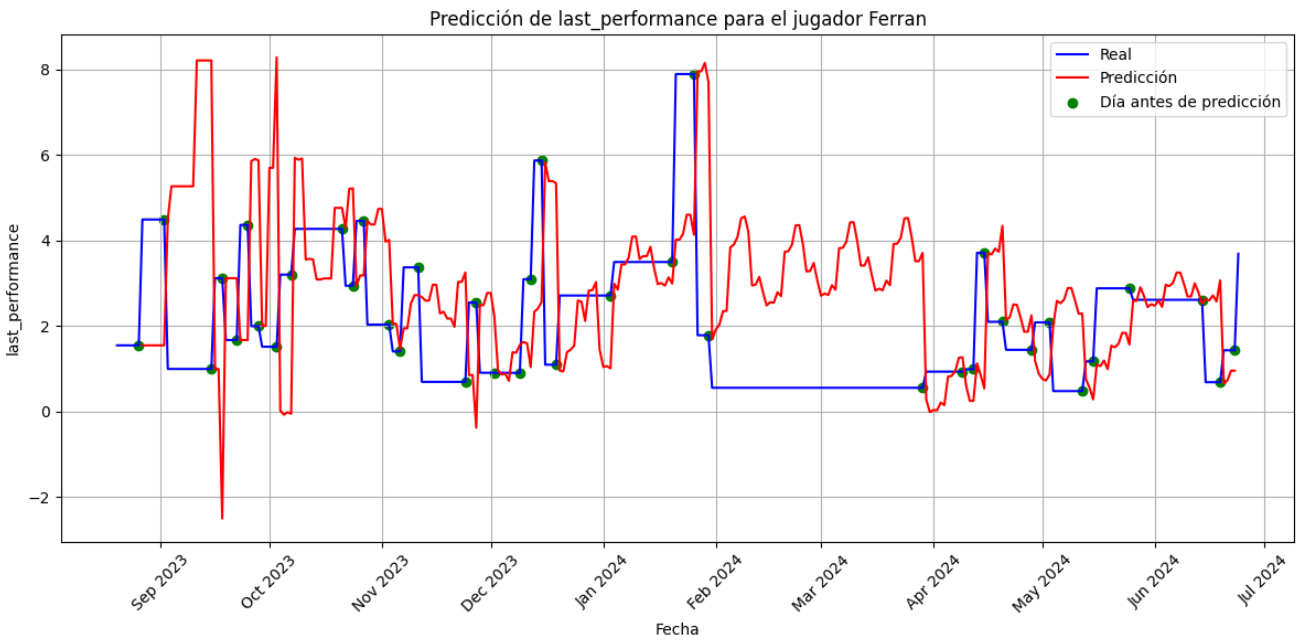 Predicción de last_performance para el jugador Ferran
Real
Predicción
Día antes de predicción
last_performance
8
6
4
2
0
−2
Sep 2023
Oct 2023
Nov 2023
Dec 2023
Jan 2024
Feb 2024
Mar 2024
Apr 2024
May 2024
Jun 2024
Jul 2024
Fecha